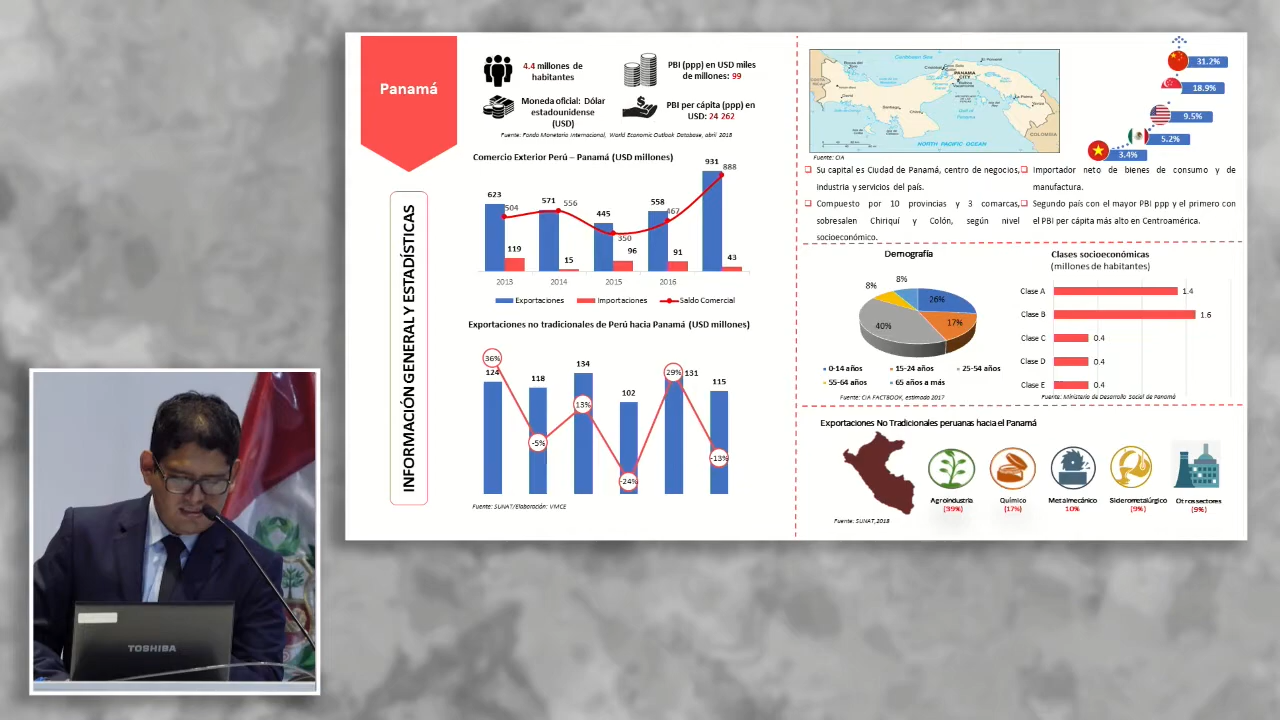 Panamá
INFORMACIÓN GENERAL Y ESTADÍSTICAS
4.4 millones de
habitantes
PBI (ppp) en USD miles
de millones: 99
Moneda oficial: Dólar
estadounidense
(USD)
PBI per cápita (ppp) en
USD: 24 262
Fuente: Fondo Monetario Internacional, World Economic Outlook Database, abril 2018
Comercio Exterior Perú – Panamá (USD millones)
623
504
119
571
556
15
445
350
96
558
467
91
931
888
43
2013
2014
2015
2016
Exportaciones
Importaciones
Saldo Comercial
Exportaciones no tradicionales de Perú hacia Panamá (USD millones)
36%
124
118
-5%
134
13%
102
-24%
29%
131
115
-13%
Fuente: SUNAT/Elaboración: VMCE
Caribbean Sea
PANAMA
CITY
Gulf of
Panama
COLOMBIA
NORTH PACIFIC OCEAN
Fuente: CIA
31.2%
18.9%
9.5%
5.2%
3.4%
Su capital es Ciudad de Panamá, centro de negocios,
industria y servicios del país.
Compuesto por 10 provincias y 3 comarcas,
sobresalen Chiriquí y Colón, según nivel
socioeconómico.
Importador neto de bienes de consumo y de
manufactura.
Segundo país con el mayor PBI ppp y el primero con
el PBI per cápita más alto en Centroamérica.
Demografía
8%
8%
26%
17%
40%
0-14 años
15-24 años
25-54 años
55-64 años
65 años a más
Fuente: CIA FACTBOOK, estimado 2017
Clases socioeconómicas
(millones de habitantes)
Clase A
1.4
Clase B
1.6
Clase C
0.4
Clase D
0.4
Clase E
0.4
Fuente: Ministerio de Desarrollo Social de Panamá
Exportaciones No Tradicionales peruanas hacia el Panamá
Agroindustria
(39%)
Químico
(17%)
Metalmecánico
10%
Siderometalúrgico
(9%)
Otros sectores
(9%)
Fuente: SUNAT, 2018
TOSHIBA